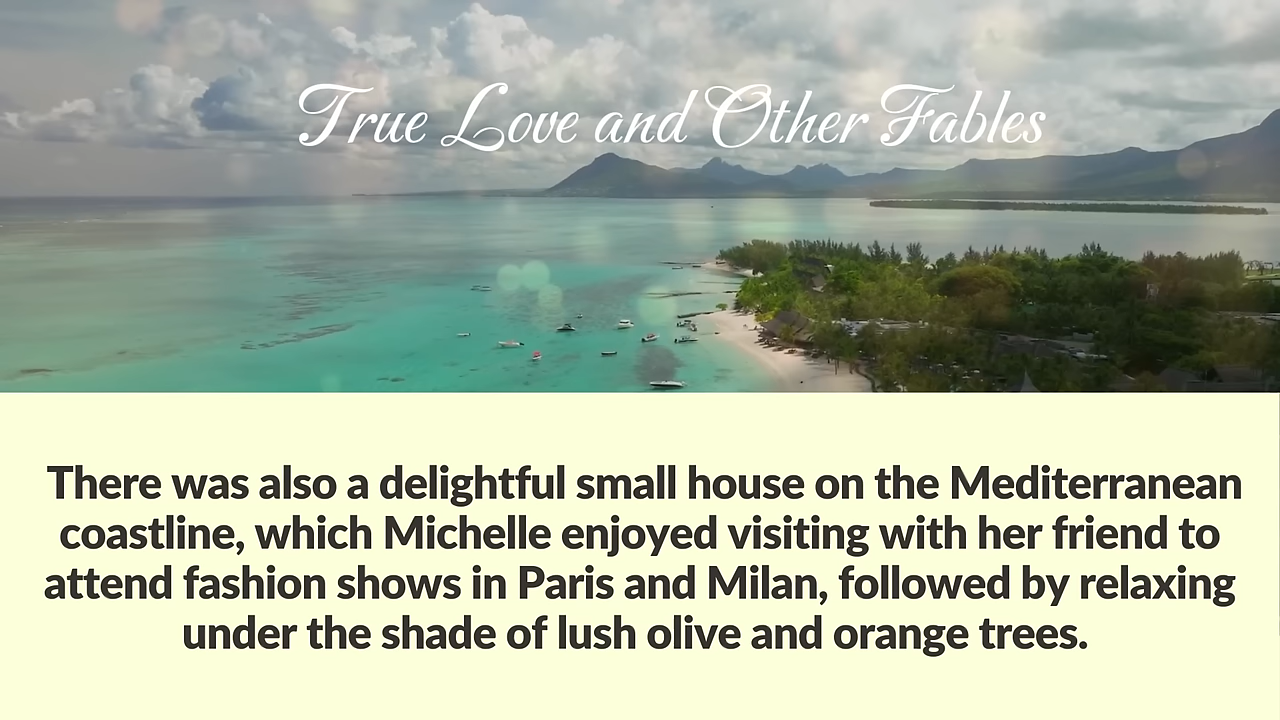 True Love and Other Fables
There was also a delightful small house on the Mediterranean
coastline, which Michelle enjoyed visiting with her friend to
attend fashion shows in Paris and Milan, followed by relaxing
under the shade of lush olive and orange trees.